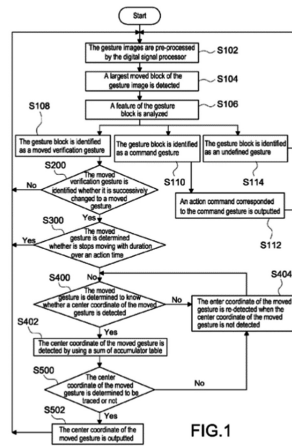 Start
The gesture images are pre-processed
by the digital signal processor
S102
A largest moved block of the
gesture image is detected
S104
A feature of the gesture
block is analyzed
S106
S108
The gesture block is identified
as a moved verification gesture
The gesture block is identified
as a command gesture
The gesture block is identified
as an undefined gesture
S110
S114
S200
The moved
verification gesture is
identified whether it is successively
changed to a moved
gesture
No
Yes
An action command corresponded
to the command gesture is outputted
S112
S300
The moved
gesture is determined
whether is stops moving with duration
over an action time
Yes
No
S400
The moved
gesture is determined to know
whether a center coordinate of the moved
gesture is detected
No
S404
The enter coordinate of the moved
gesture is re-detected when the
center coordinate of the moved
gesture is not detected
Yes
S402
The center coordinate of the moved gesture is
detected by using a sum of accumulator table
S500
The center
coordinate of the moved
gesture is determined to be
traced or not
No
Yes
S502
The center coordinate of the
moved gesture is outputted
FIG.1